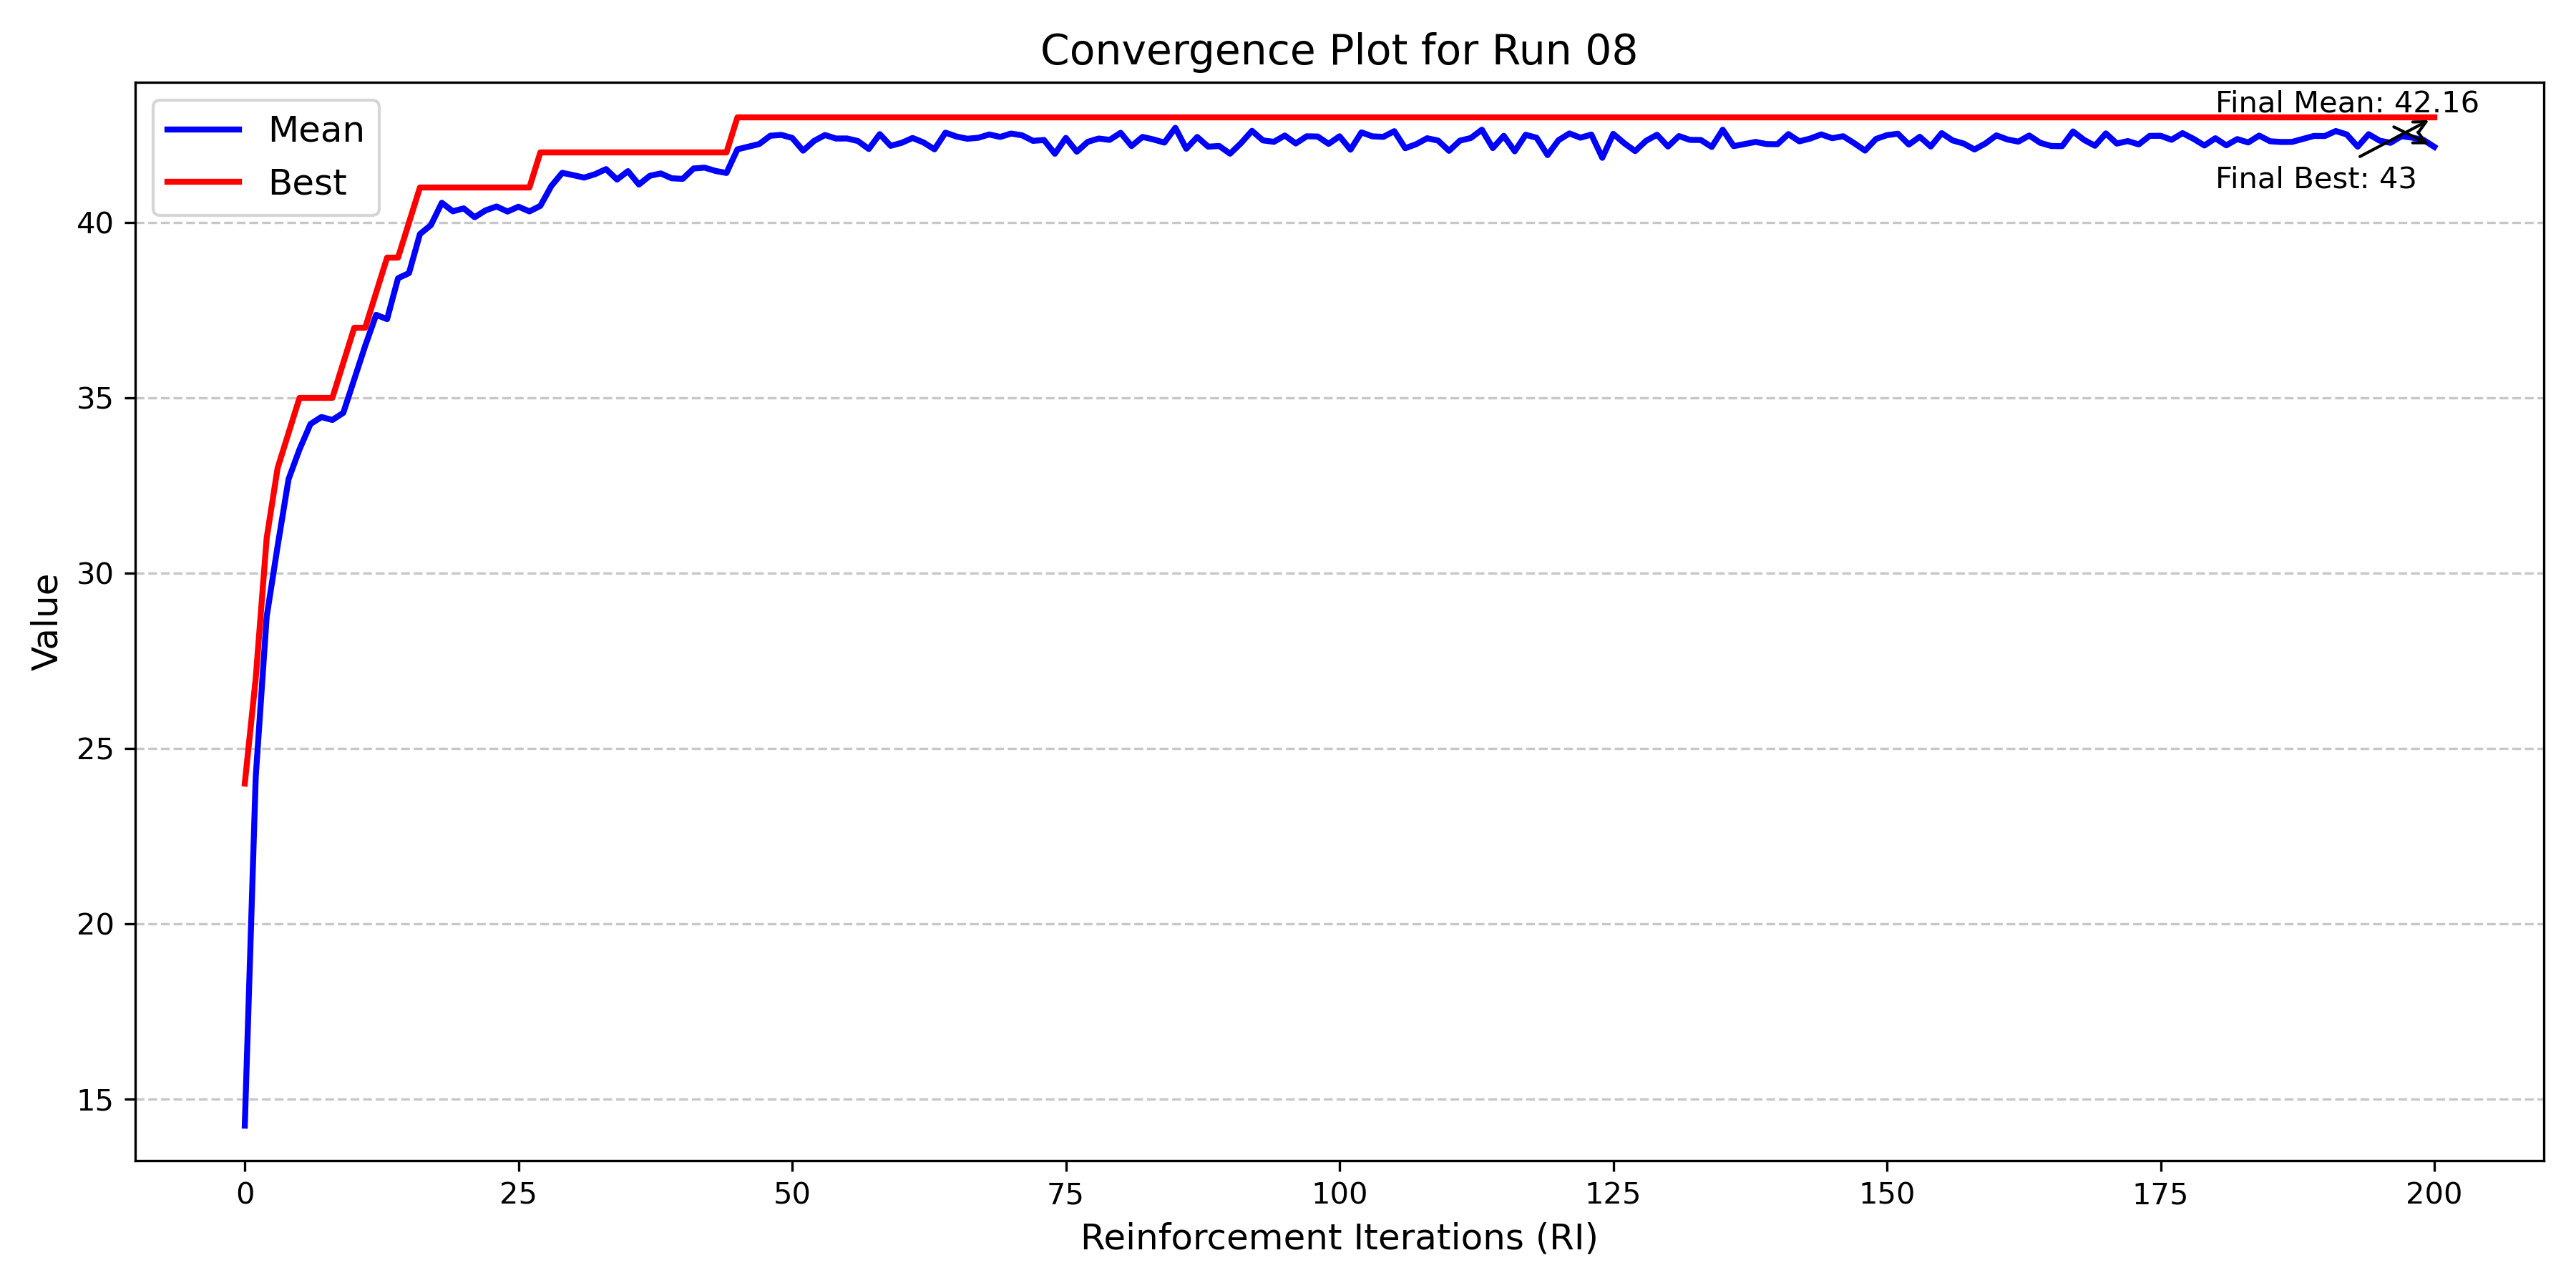 Convergence Plot for Run 08
Mean
Best
Final Mean: 42.16
Final Best: 43
Value
40
35
30
25
20
15
0 25 50 75 100 125 150 175 200
Reinforcement Iterations (RI)